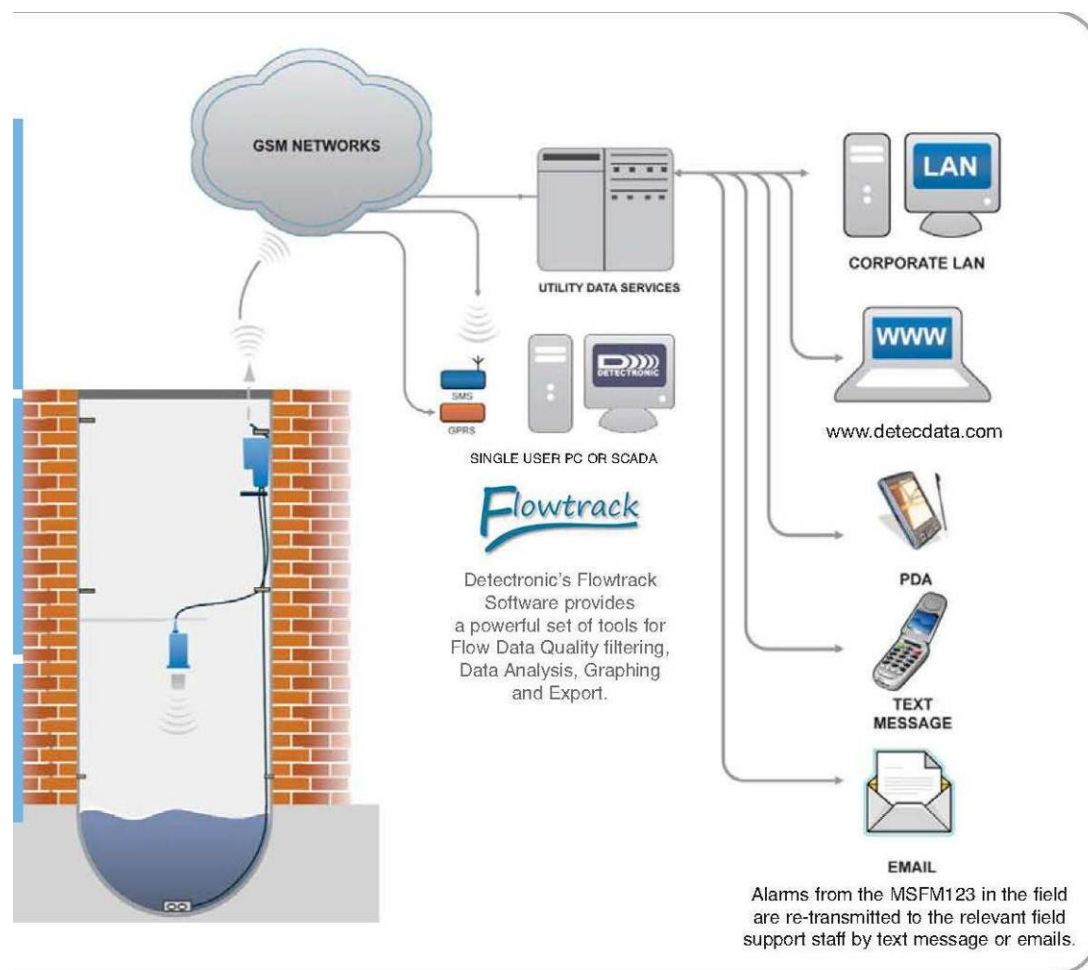 GSM NETWORKS
LAN
CORPORATE LAN
UTILITY DATA SERVICES
WWW
www.detecdata.com
D
DETECTRONIC
SMS
GPRS
SINGLE USER PC OR SCADA
Flowtrack
Detectronic's Flowtrack
Software provides
a powerful set of tools for
Flow Data Quality filtering,
Data Analysis, Graphing
and Export.
PDA
TEXT
MESSAGE
EMAIL
Alarms from the MSFM123 in the field
are re-transmitted to the relevant field
support staff by text message or emails.